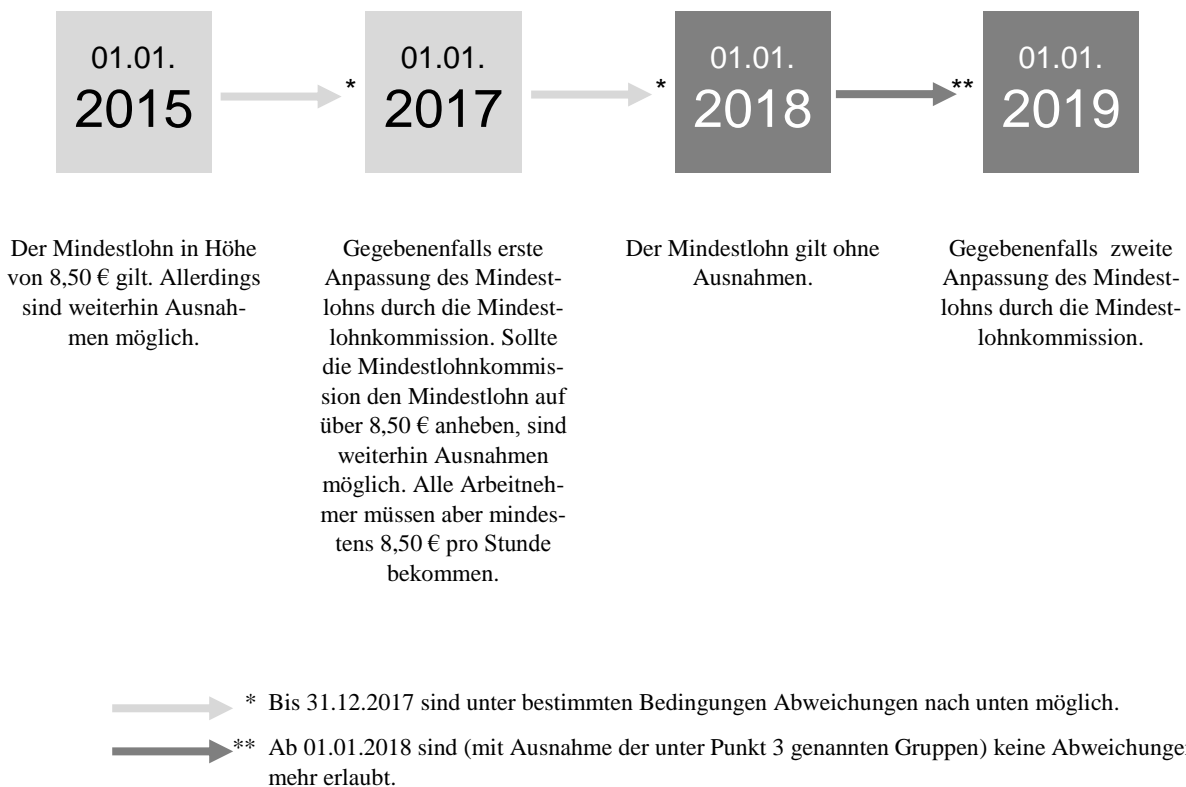 01.01.
2015
*
01.01.
2017
*
01.01.
2018
**
01.01.
2019
Der Mindestlohn in Höhe
von 8,50 € gilt. Allerdings
sind weiterhin Ausnah-
men möglich.
Gegebenenfalls erste
Anpassung des Mindest-
lohns durch die Mindest-
lohnkommission. Sollte
die Mindestlohnkommis-
sion den Mindestlohn auf
über 8,50 € anheben, sind
weiterhin Ausnahmen
möglich. Alle Arbeitneh-
mer müssen aber mindes-
tens 8,50 € pro Stunde
bekommen.
Der Mindestlohn gilt ohne
Ausnahmen.
Gegebenenfalls zweite
Anpassung des Mindest-
lohns durch die Mindest-
lohnkommission.
* Bis 31.12.2017 sind unter bestimmten Bedingungen Abweichungen nach unten möglich.
** Ab 01.01.2018 sind (mit Ausnahme der unter Punkt 3 genannten Gruppen) keine Abweichunge
mehr erlaubt.